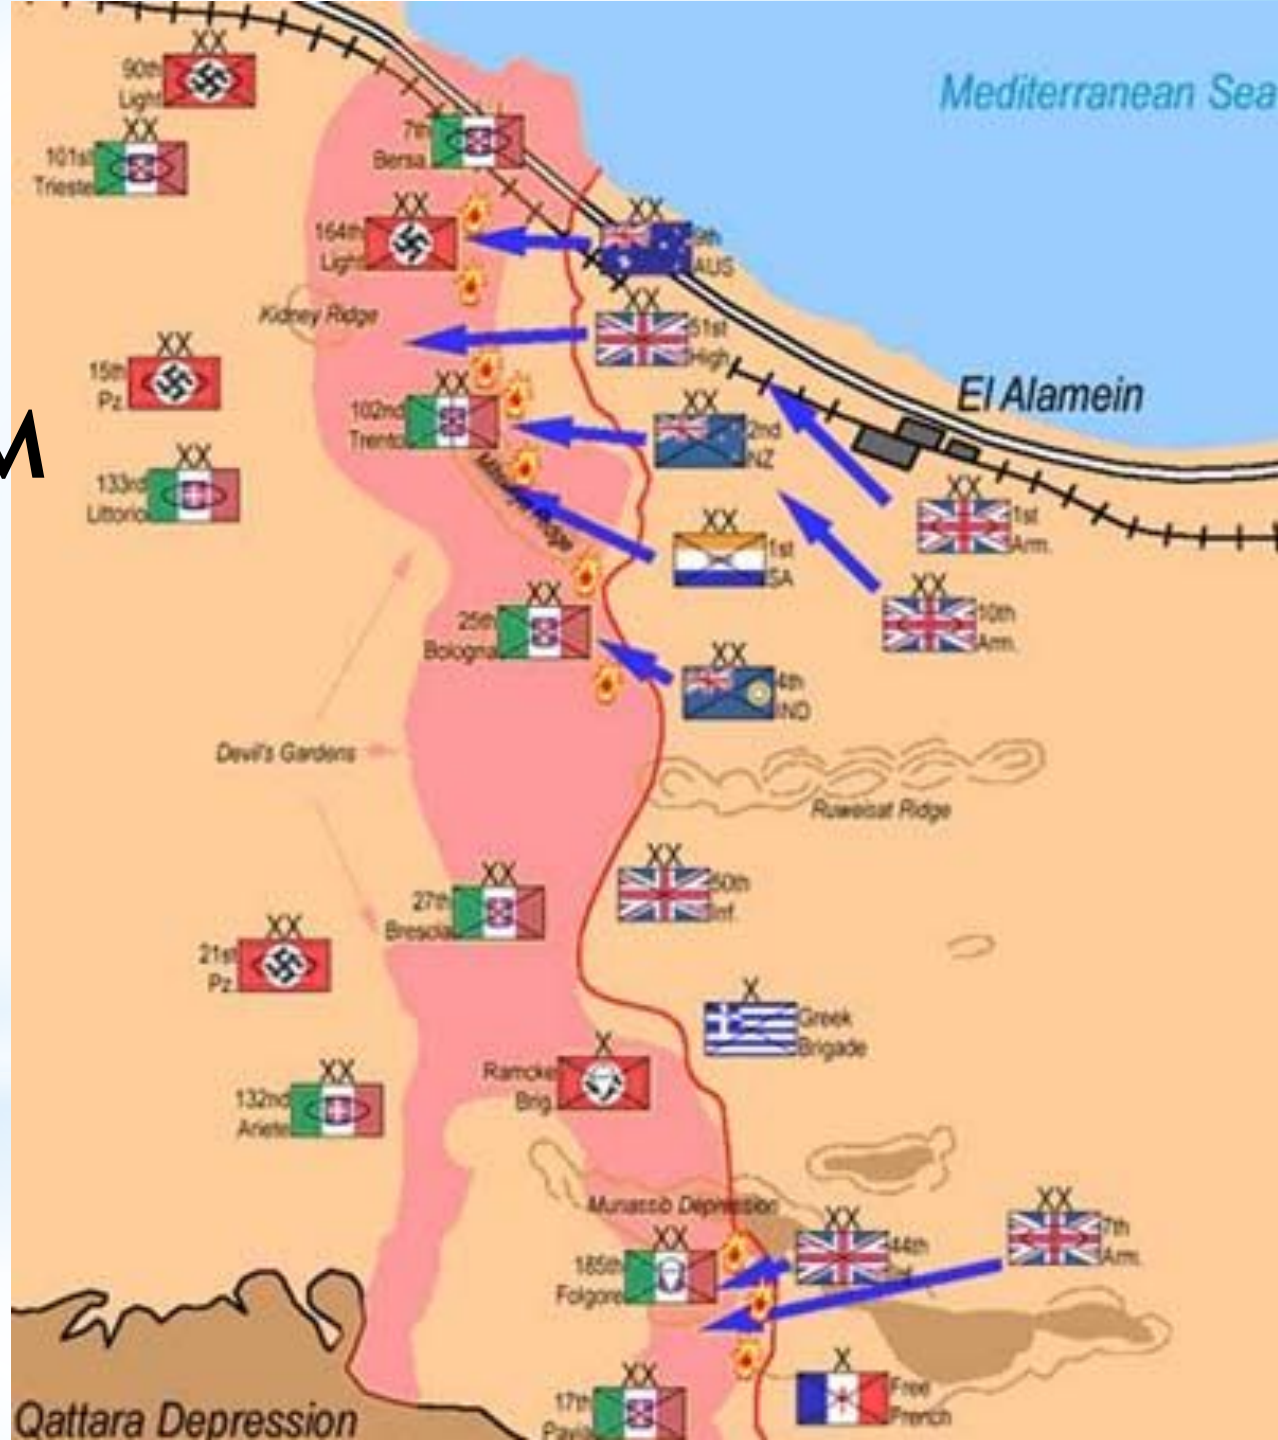 XX
90th
Light
XX
101st
Trieste
7th
Bersa.
Mediterranean Sea
XX
164th
Light
XX
9th
AUS
Kidney Ridge
XX
51st
High
XX
15th
Pz.
XX
102nd
Trento
XX
2nd
NZ
El Alamein
M
XX
133rd
Littorio
Ridge
XX
1st
SA
XX
1st
Arm.
XX
25th
Bologna
XX
10th
Arm.
XX
4th
IND
Devil's Gardens
Ruweisat Ridge
XX
27th
Brescia
XX
50th
Inf.
XX
21st
Pz.
X
Greek
Brigade
X
Ramcke
Brig.
XX
132nd
Ariete
Munassib Depression
XX
185th
Folgore
XX
44th
XX
7th
Arm.
XX
17th
Pavia
X
Free
French
Qattara Depression